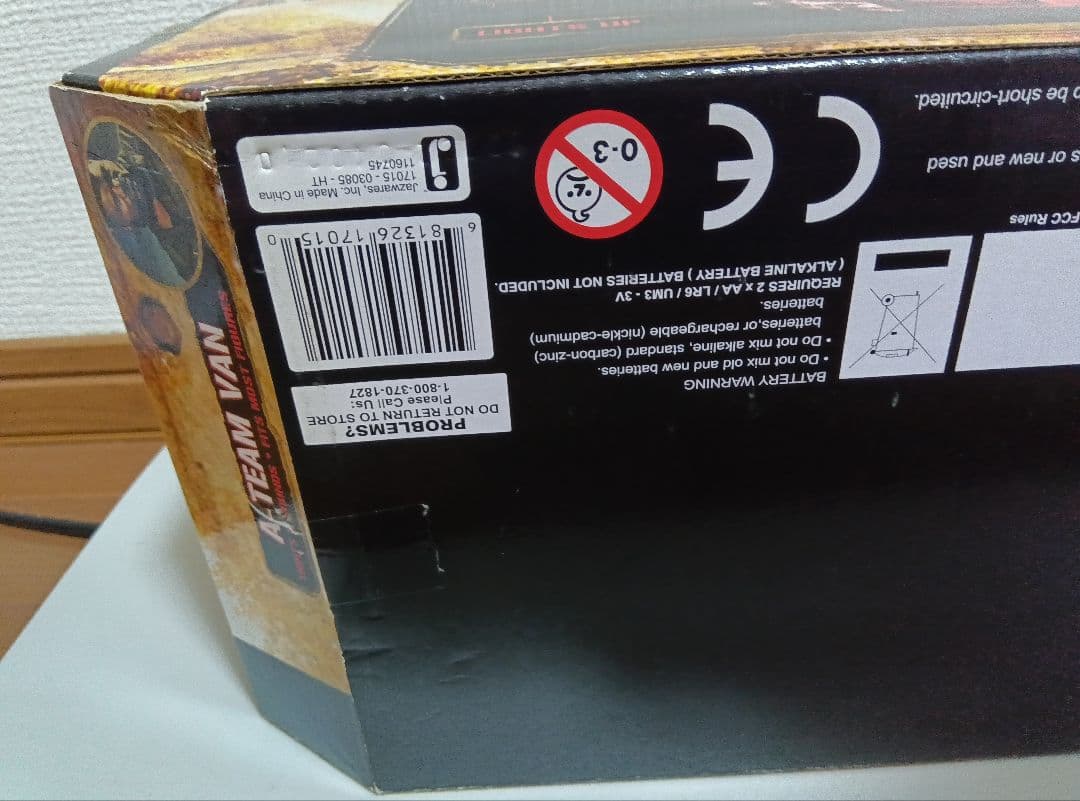 PROBLEMS?
DO NOT RETURN TO STORE
Please Call Us:
1-800-370-1827
BATTERY WARNING
• Do not mix old and new batteries.
• Do not mix alkaline, standard (carbon-zinc)
batteries, or rechargeable (nickle-cadmium)
batteries.
REQUIRES 2 x AA / LR6 / UM3 - 3V
( ALKALINE BATTERY ) BATTERIES NOT INCLUDED.
6 81326 17015 0
Jazwares, Inc. Made in China
17015 - 03085 - HT
1160745
0-3
CE
FCC Rules
or new and used
be short-circuited.
A-TEAM VAN
SOUNDS • FITS MOST FIGURES